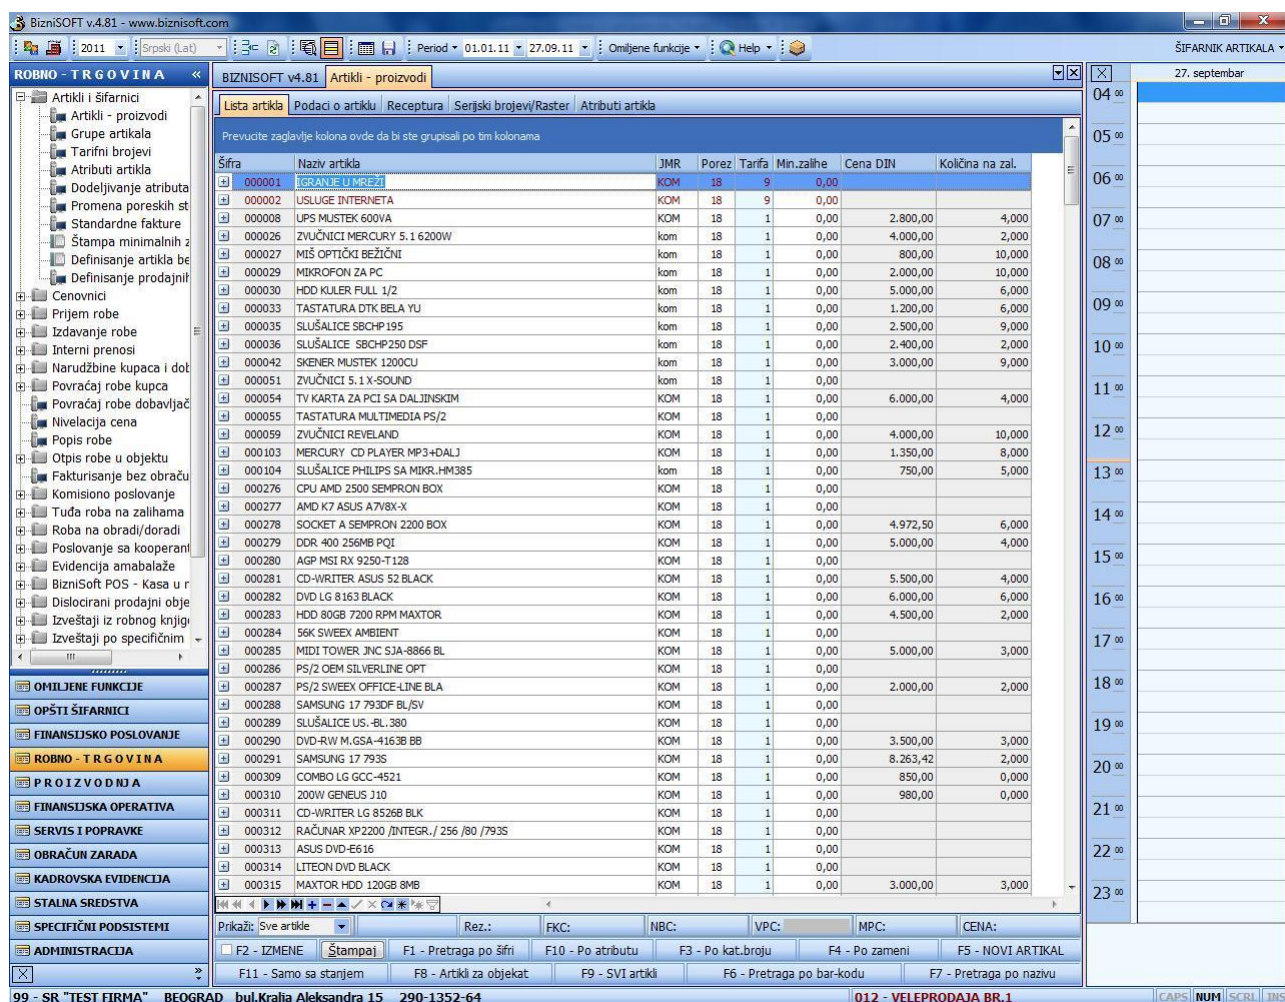 BizniSOFT v.4.81 - www.biznisoft.com
2011 Srpski (Lat) Period 01.01.11 27.09.11 Omiljene funkcije Help ŠIFARNIK ARTIKALA
ROBNO - T R G O V I N A «
Artikli i šifarnici
Artikli - proizvodi
Grupe artikala
Tarifni brojevi
Atributi artikla
Dodeljivanje atributa
Promena poreskih st
Standardne fakture
Štampa minimalnih z
Definisanje artikla be
Definisanje prodajnih
Cenovnici
Prijem robe
Izdavanje robe
Interni prenosi
Narudžbine kupaca i dob
Povraćaj robe kupca
Povraćaj robe dobavljač
Nivelacija cena
Popis robe
Otpis robe u objektu
Fakturisanje bez obraču
Komisiono poslovanje
Tuđa roba na zalihama
Roba na obradi/doradi
Poslovanje sa kooperant
Evidencija amabalaže
BizniSoft POS - Kasa u r
Dislocirani prodajni obje
Izveštaji iz robnog knjig
Izveštaji po specifičnim
OMILJENE FUNKCIJE
OPŠTI ŠIFARNICI
FINANSIJSKO POSLOVANJE
ROBNO - T R G O V I N A
P R O I Z V O D NJ A
FINANSIJSKA OPERATIVA
SERVIS I POPRAVKE
OBRAČUN ZARADA
KADROVSKA EVIDENCIJA
STALNA SREDSTVA
SPECIFIČNI PODSISTEMI
ADMINISTRACIJA
BIZNISOFT v4.81 Artikli - proizvodi
Lista artikla Podaci o artiklu Receptura Serijski brojevi/Raster Atributi artikla
Prevucite zaglavlje kolona ovde da bi ste grupisali po tim kolonama
Šifra Naziv artikla JMR Porez Tarifa Min.zalihe Cena DIN Količina na zal.
000001 IGRANJE U MREŽI KOM 18 9 0,00
000002 USLUGE INTERNETA KOM 18 9 0,00
000008 UPS MUSTEK 600VA KOM 18 1 0,00 2.800,00 4,000
000026 ZVUČNICI MERCURY 5.1 6200W kom 18 1 0,00 4.000,00 2,000
000027 MIŠ OPTIČKI BEŽIČNI kom 18 1 0,00 800,00 10,000
000029 MIKROFON ZA PC kom 18 1 0,00 2.000,00 10,000
000030 HDD KULER FULL 1/2 kom 18 1 0,00 5.000,00 6,000
000033 TASTATURA DTK BELA YU kom 18 1 0,00 1.200,00 6,000
000035 SLUŠALICE SBCHP195 kom 18 1 0,00 2.500,00 9,000
000036 SLUŠALICE SBCHP250 DSF kom 18 1 0,00 2.400,00 2,000
000042 SKENER MUSTEK 1200CU kom 18 1 0,00 3.000,00 9,000
000051 ZVUČNICI 5.1 X-SOUND kom 18 1 0,00
000054 TV KARTA ZA PCI SA DALJINSKIM KOM 18 1 0,00 6.000,00 4,000
000055 TASTATURA MULTIMEDIA PS/2 KOM 18 1 0,00
000059 ZVUČNICI REVELAND KOM 18 1 0,00 4.000,00 10,000
000103 MERCURY CD PLAYER MP3+DALJ KOM 18 1 0,00 1.350,00 8,000
000104 SLUŠALICE PHILIPS SA MIKR.HM385 kom 18 1 0,00 750,00 5,000
000276 CPU AMD 2500 SEMPRON BOX KOM 18 1 0,00
000277 AMD K7 ASUS A7V8X-X KOM 18 1 0,00
000278 SOCKET A SEMPRON 2200 BOX KOM 18 1 0,00 4.972,50 6,000
000279 DDR 400 256MB PQI KOM 18 1 0,00 5.000,00 4,000
000280 AGP MSI RX 9250-T128 KOM 18 1 0,00
000281 CD-WRITER ASUS 52 BLACK KOM 18 1 0,00 5.500,00 4,000
000282 DVD LG 8163 BLACK KOM 18 1 0,00 6.000,00 6,000
000283 HDD 80GB 7200 RPM MAXTOR KOM 18 1 0,00 4.500,00 2,000
000284 56K SWEEX AMBIENT KOM 18 1 0,00
000285 MIDI TOWER JNC SJA-8866 BL KOM 18 1 0,00 5.000,00 3,000
000286 PS/2 OEM SILVERLINE OPT KOM 18 1 0,00
000287 PS/2 SWEEX OFFICE-LINE BLA KOM 18 1 0,00 2.000,00 2,000
000288 SAMSUNG 17 793DF BL/SV KOM 18 1 0,00
000289 SLUŠALICE US.-BL.380 KOM 18 1 0,00
000290 DVD-RW M.GSA-4163B BB KOM 18 1 0,00 3.500,00 3,000
000291 SAMSUNG 17 793S KOM 18 1 0,00 8.263,42 2,000
000309 COMBO LG GCC-4521 KOM 18 1 0,00 850,00 0,000
000310 200W GENEUS J10 KOM 18 1 0,00 980,00 0,000
000311 CD-WRITER LG 8526B BLK KOM 18 1 0,00
000312 RAČUNAR XP2200 /INTEGR./ 256 /80 /793S KOM 18 1 0,00
000313 ASUS DVD-E616 KOM 18 1 0,00
000314 LITEON DVD BLACK KOM 18 1 0,00
000315 MAXTOR HDD 120GB 8MB KOM 18 1 0,00 3.000,00 3,000
Prikaži: Sve artikle Rez.: FKC: NBC: VPC: MPC: CENA:
F2 - IZMENE Štampaj F1 - Pretraga po šifri F10 - Po atributu F3 - Po kat.broju F4 - Po zameni F5 - NOVI ARTIKAL
F11 - Samo sa stanjem F8 - Artikli za objekat F9 - SVI artikli F6 - Pretraga po bar-kodu F7 - Pretraga po nazivu
27. septembar
04 00
05 00
06 00
07 00
08 00
09 00
10 00
11 00
12 00
13 00
14 00
15 00
16 00
17 00
18 00
19 00
20 00
21 00
22 00
23 00
99 - SR "TEST FIRMA" BEOGRAD bul.Kralja Aleksandra 15 290-1352-64 012 - VELEPRODAJA BR.1 CAPS NUM SCRL INS